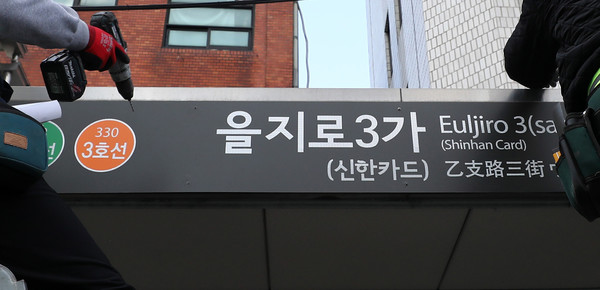 선
330
3호선
을지로3가
(신한카드)
Euljiro 3(sa
(Shinhan Card)
乙支路三街